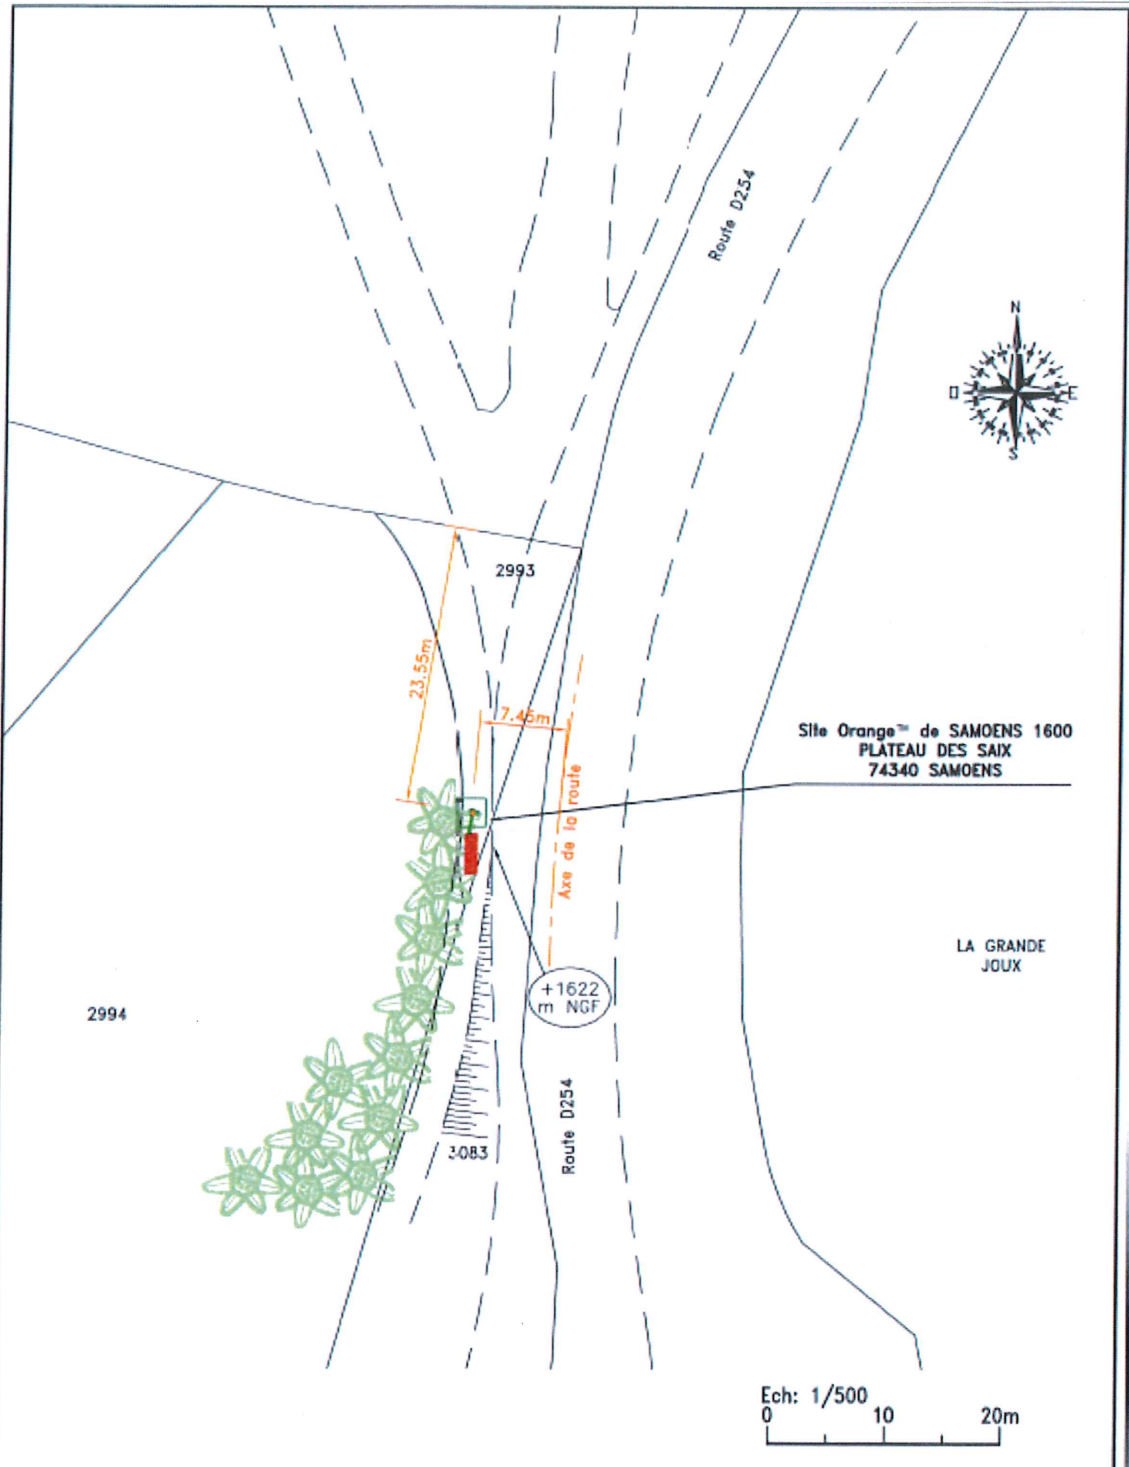 Route D254
N
O
E
S
2993
23.55m
7.45m
Site Orange™ de SAMOENS 1600
PLATEAU DES SAIX
74340 SAMOENS
Axe de la route
LA GRANDE
JOUX
+1622
m NGF
2994
Route D254
3083
Ech: 1/500
0
10
20m